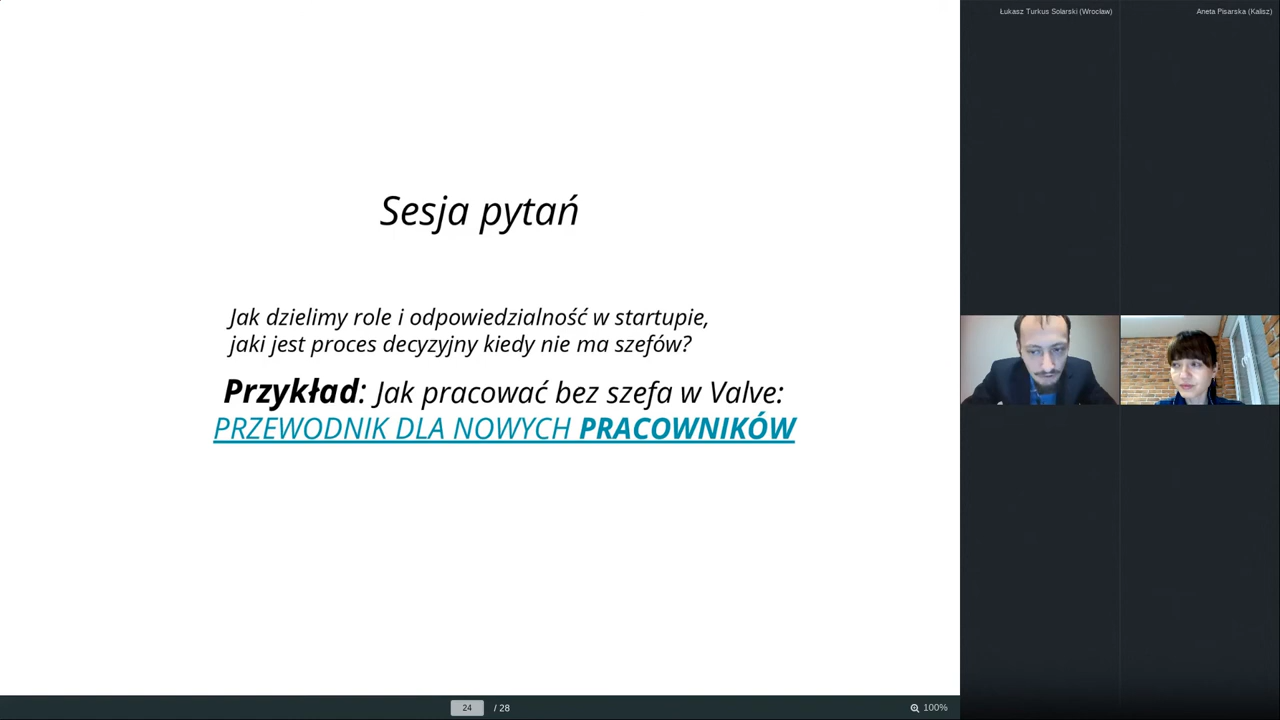 Łukasz Turkus Solarski (Wrocław)
Aneta Pisarska (Kalisz)
Sesja pytań
Jak dzielimy role i odpowiedzialność w startupie,
jaki jest proces decyzyjny kiedy nie ma szefów?
Przykład: Jak pracować bez szefa w Valve:
PRZEWODNIK DLA NOWYCH PRACOWNIKÓW
24 / 28
100%